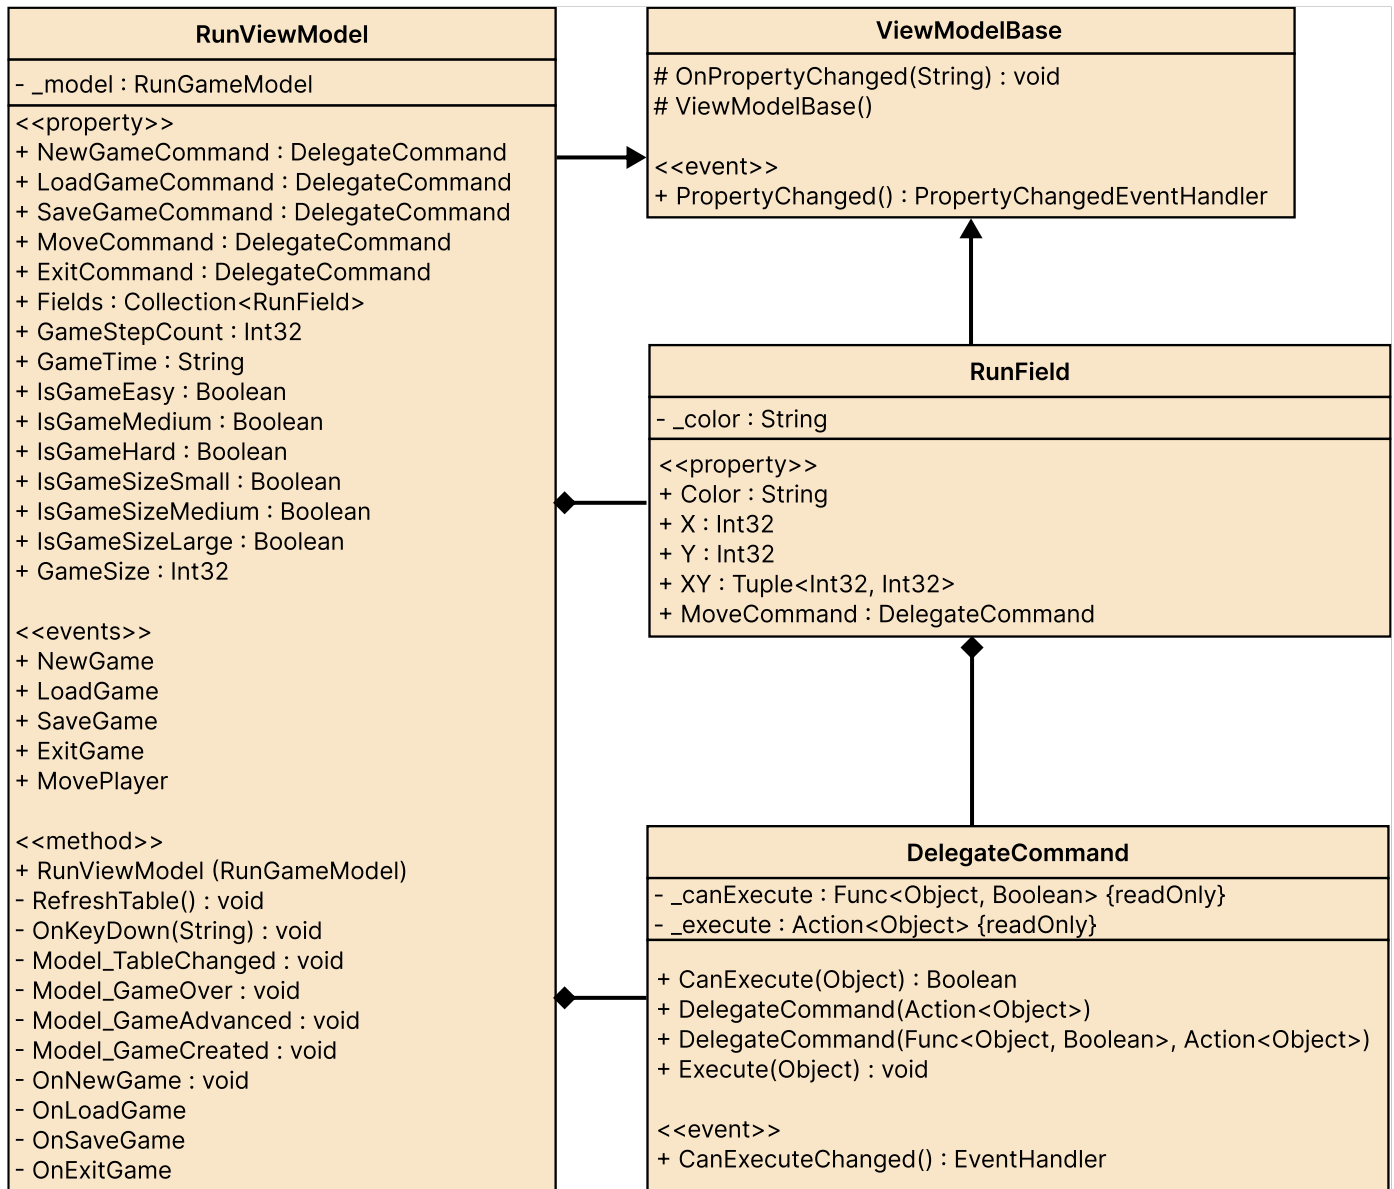 RunViewModel
- _model : RunGameModel
<<property>>
+ NewGameCommand : DelegateCommand
+ LoadGameCommand : DelegateCommand
+ SaveGameCommand : DelegateCommand
+ MoveCommand : DelegateCommand
+ ExitCommand : DelegateCommand
+ Fields : Collection<RunField>
+ GameStepCount : Int32
+ GameTime : String
+ IsGameEasy : Boolean
+ IsGameMedium : Boolean
+ IsGameHard : Boolean
+ IsGameSizeSmall : Boolean
+ IsGameSizeMedium : Boolean
+ IsGameSizeLarge : Boolean
+ GameSize : Int32
<<events>>
+ NewGame
+ LoadGame
+ SaveGame
+ ExitGame
+ MovePlayer
<<method>>
+ RunViewModel (RunGameModel)
- RefreshTable() : void
- OnKeyDown(String) : void
- Model_TableChanged : void
- Model_GameOver : void
- Model_GameAdvanced : void
- Model_GameCreated : void
- OnNewGame : void
- OnLoadGame
- OnSaveGame
- OnExitGame
ViewModelBase
# OnPropertyChanged(String) : void
# ViewModelBase()
<<event>>
+ PropertyChanged() : PropertyChangedEventHandler
RunField
- _color : String
<<property>>
+ Color : String
+ X : Int32
+ Y : Int32
+ XY : Tuple<Int32, Int32>
+ MoveCommand : DelegateCommand
DelegateCommand
- _canExecute : Func<Object, Boolean> {readOnly}
- _execute : Action<Object> {readOnly}
+ CanExecute(Object) : Boolean
+ DelegateCommand(Action<Object>)
+ DelegateCommand(Func<Object, Boolean>, Action<Object>)
+ Execute(Object) : void
<<event>>
+ CanExecuteChanged() : EventHandler